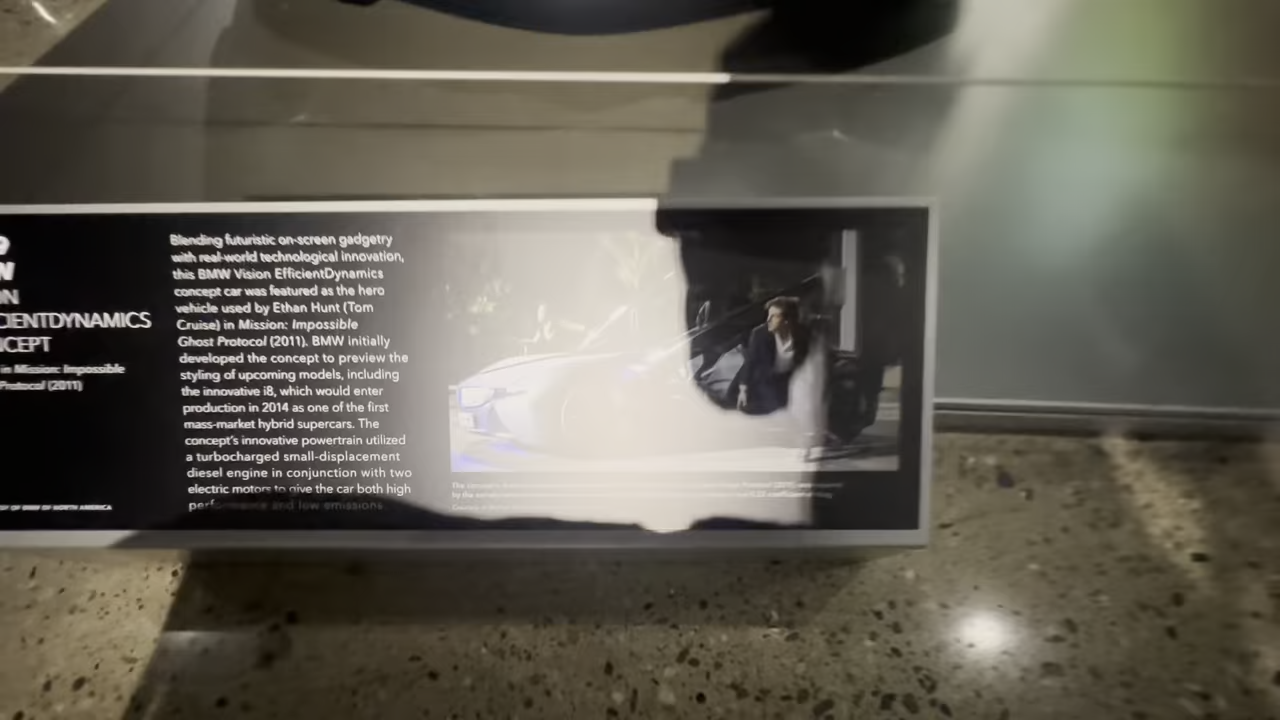 CIENTDYNAMICS
NCEPT
in Mission: Impossible
Protocol (2011)
OF BMW OF NORTH AMERICA
Blending futuristic on-screen gadgetry
with real-world technological innovation,
this BMW Vision EfficientDynamics
concept car was featured as the hero
vehicle used by Ethan Hunt (Tom
Cruise) in Mission: Impossible
Ghost Protocol (2011). BMW initially
developed the concept to preview the
styling of upcoming models, including
the innovative i8, which would enter
production in 2014 as one of the first
mass-market hybrid supercars. The
concept's innovative powertrain utilized
a turbocharged small-displacement
diesel engine in conjunction with two
electric motors to give the car both high
performance and low emissions.